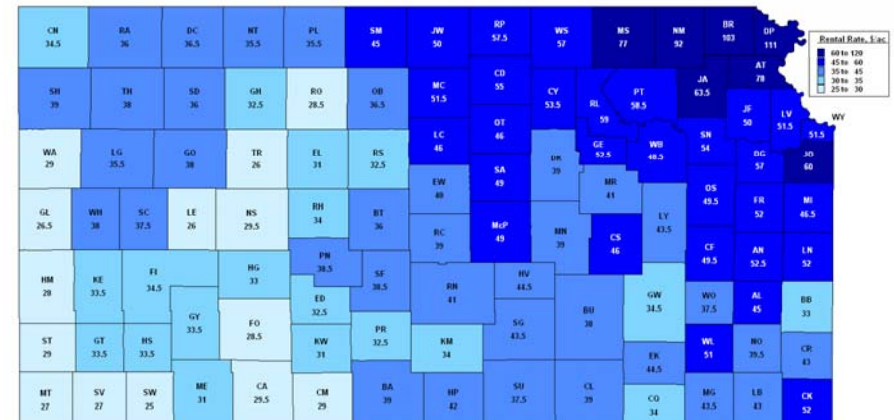 CN
34.5
RA
36
DC
36.5
NT
35.5
PL
35.5
SM
45
JW
50
RP
57.5
WS
57
MS
77
NM
92
BR
103
DP
111
Rental Rate, $/ac
60 to 120
45 to 60
35 to 45
30 to 35
25 to 30
SH
39
TH
38
SD
36
GH
32.5
RO
28.5
OB
36.5
MC
51.5
CD
55
CY
53.5
RL
59
PT
58.5
JA
63.5
AT
78
JF
50
LV
51.5
WY
51.5
WA
29
LG
35.5
GO
38
TR
26
EL
31
RS
32.5
LC
46
OT
46
DK
39
GE
52.5
WB
48.5
SN
54
DG
57
JO
60
GL
26.5
WH
38
SC
37.5
LE
26
NS
29.5
RH
34
BT
36
EW
40
SA
49
MR
41
OS
49.5
FR
52
MI
46.5
RC
39
McP
49
MN
39
CS
46
LY
43.5
CF
49.5
AN
52.5
LN
52
HM
28
KE
33.5
FI
34.5
HG
33
PN
38.5
SF
38.5
RN
41
HV
44.5
BU
38
GW
34.5
WO
37.5
AL
45
BB
33
GY
33.5
FO
28.5
ED
32.5
PR
32.5
KM
34
SG
43.5
ST
29
GT
33.5
HS
33.5
KW
31
EK
44.5
WL
51
NO
39.5
CR
43
MT
27
SV
27
SW
25
ME
31
CA
29.5
CM
29
BA
39
HP
42
SU
37.5
CL
39
CQ
34
MG
43.5
LB
43
CK
52